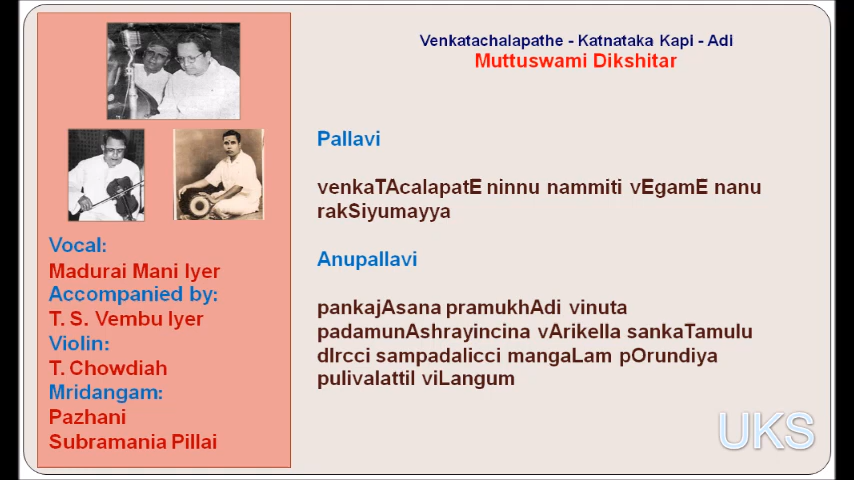 Venkatachalapathe - Katnataka Kapi - Adi
Muttuswami Dikshitar
Pallavi
venkaTAcalapatE ninnu nammiti vEgamE nanu
rakSiyumayya
Anupallavi
pankajAsana pramukhAdi vinuta
padamunAshrayincina vArikella sankaTamulu
dIrcci sampadalicci mangaLam pOrundiya
pulivalattil viLangum
Vocal:
Madurai Mani Iyer
Accompanied by:
T. S. Vembu Iyer
Violin:
T. Chowdiah
Mridangam:
Pazhani
Subramania Pillai
UKS